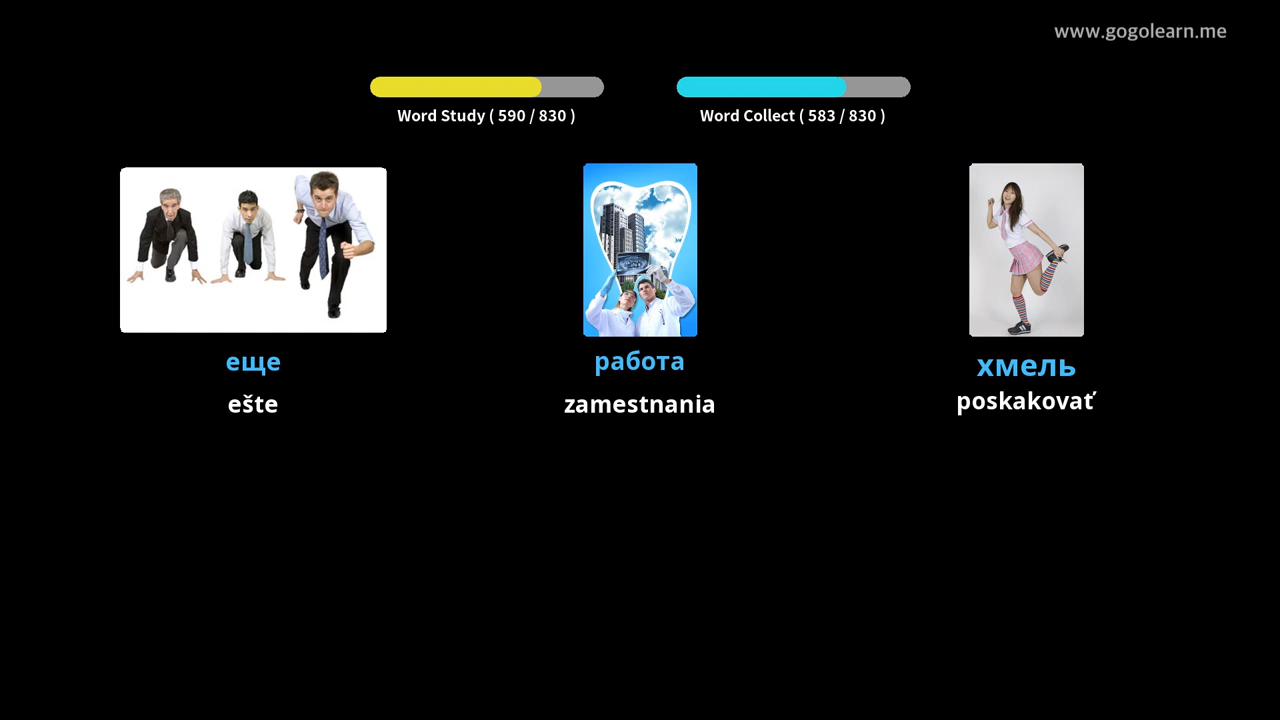 www.gogolearn.me
Word Study ( 590 / 830 )
Word Collect ( 583 / 830 )
еще
работа
хмель
ešte
zamestnania
poskakovať